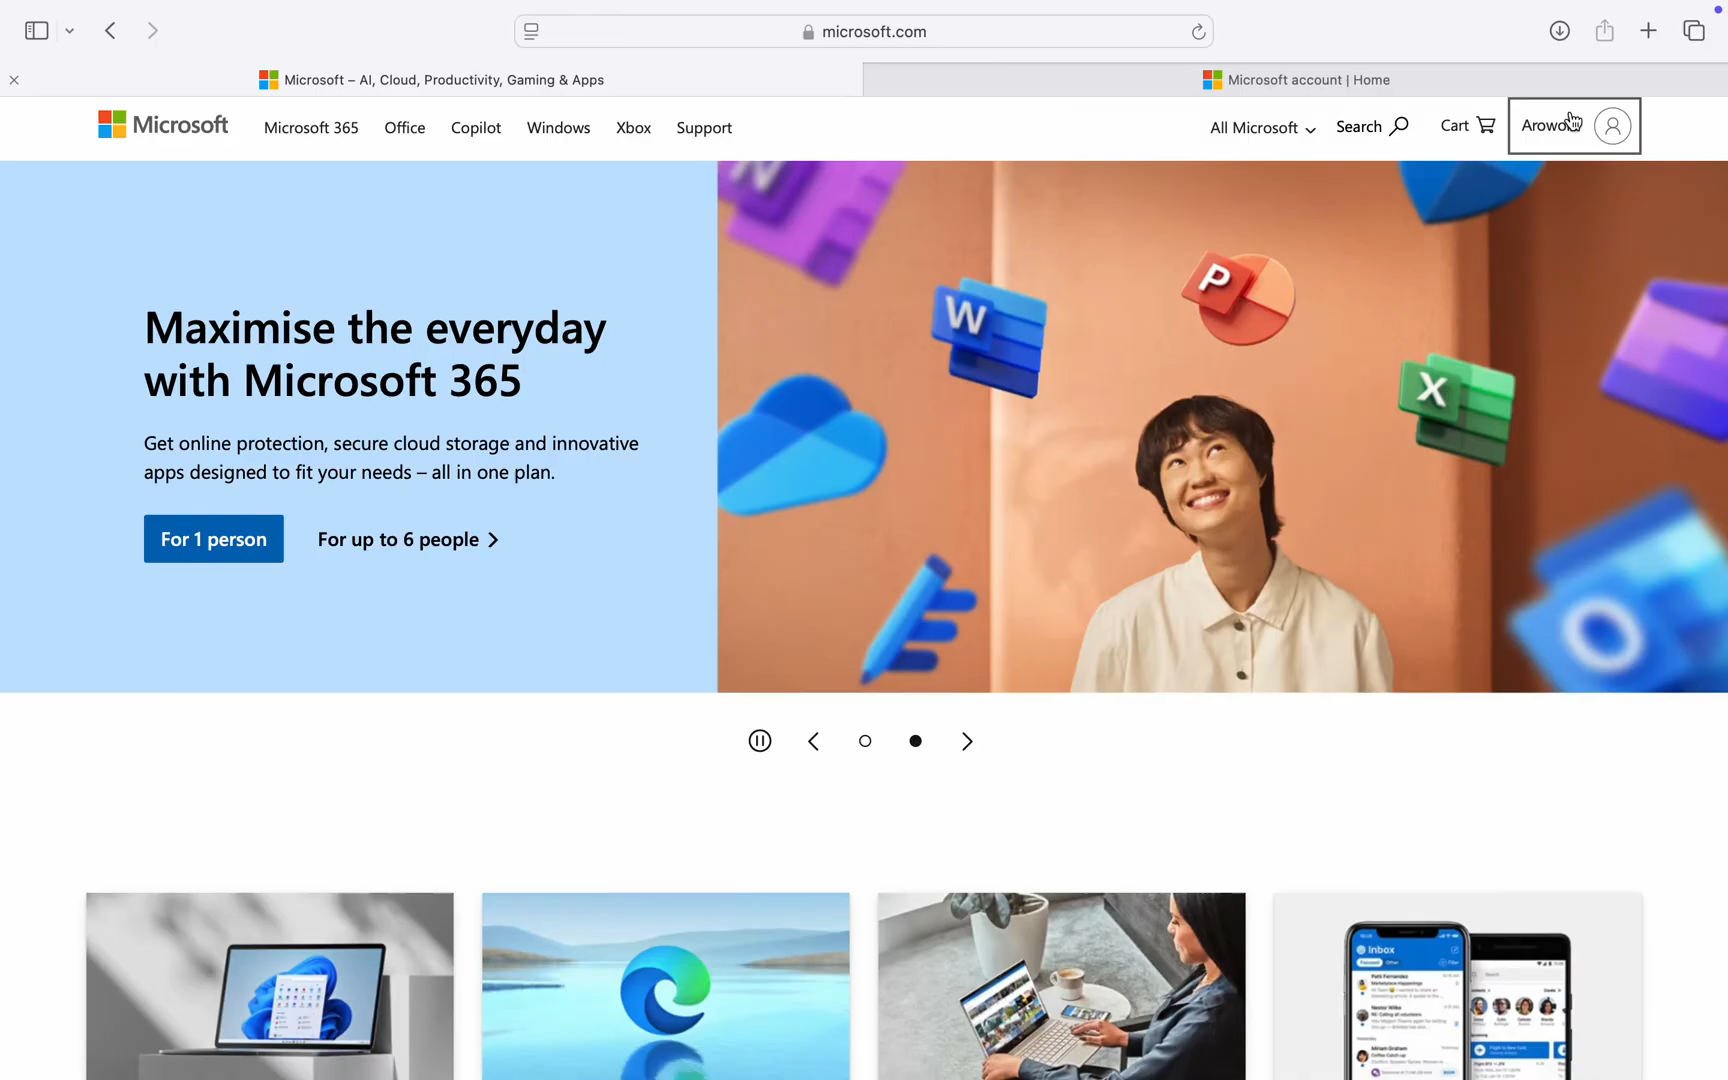 microsoft.com
Microsoft – AI, Cloud, Productivity, Gaming & Apps
Microsoft account | Home
Microsoft
Microsoft 365
Office
Copilot
Windows
Xbox
Support
All Microsoft
Search
Cart
Maximise the everyday
with Microsoft 365
Get online protection, secure cloud storage and innovative
apps designed to fit your needs – all in one plan.
For 1 person
For up to 6 people
N
W
P
X
Inbox